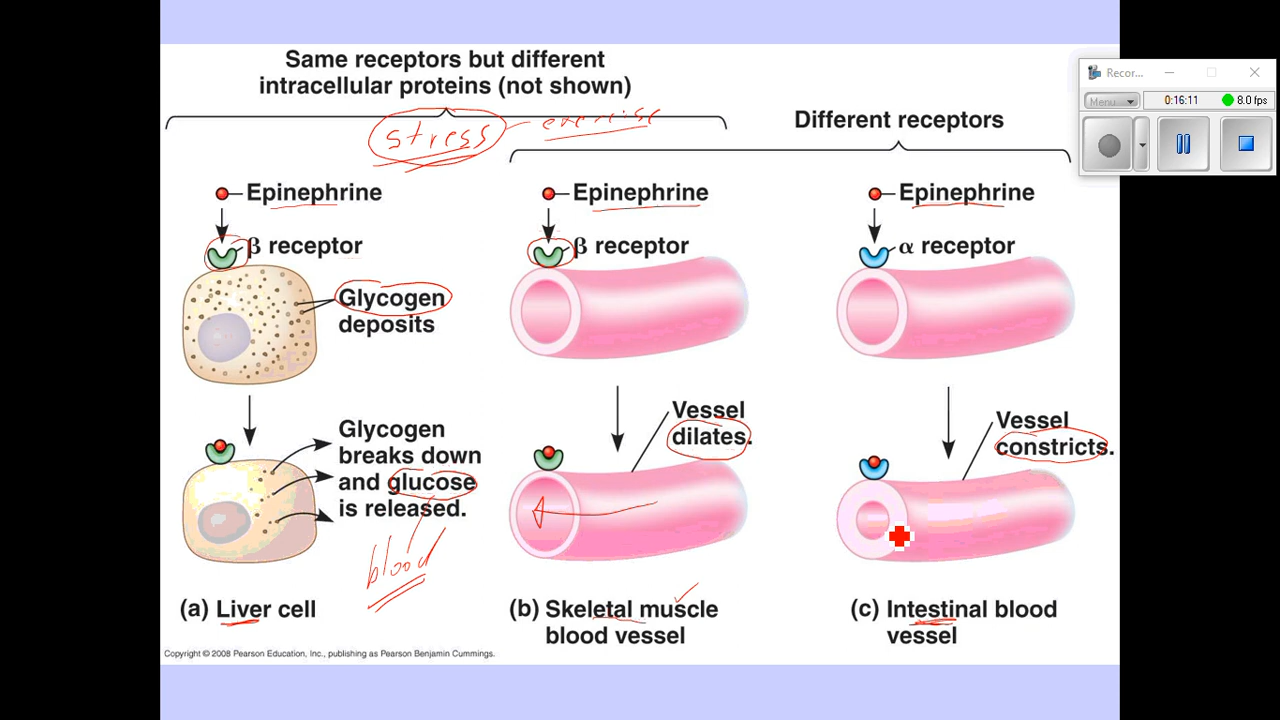 Same receptors but different
intracellular proteins (not shown)
stress – exercise
Different receptors
Recor...
Menu
0:16:11
8.0 fps
Epinephrine
β receptor
Glycogen
deposits
Glycogen
breaks down
and glucose
is released.
blood
(a) Liver cell
Epinephrine
β receptor
Vessel
dilates.
(b) Skeletal muscle
blood vessel
Epinephrine
α receptor
Vessel
constricts.
(c) Intestinal blood
vessel
Copyright © 2008 Pearson Education, Inc., publishing as Pearson Benjamin Cummings.